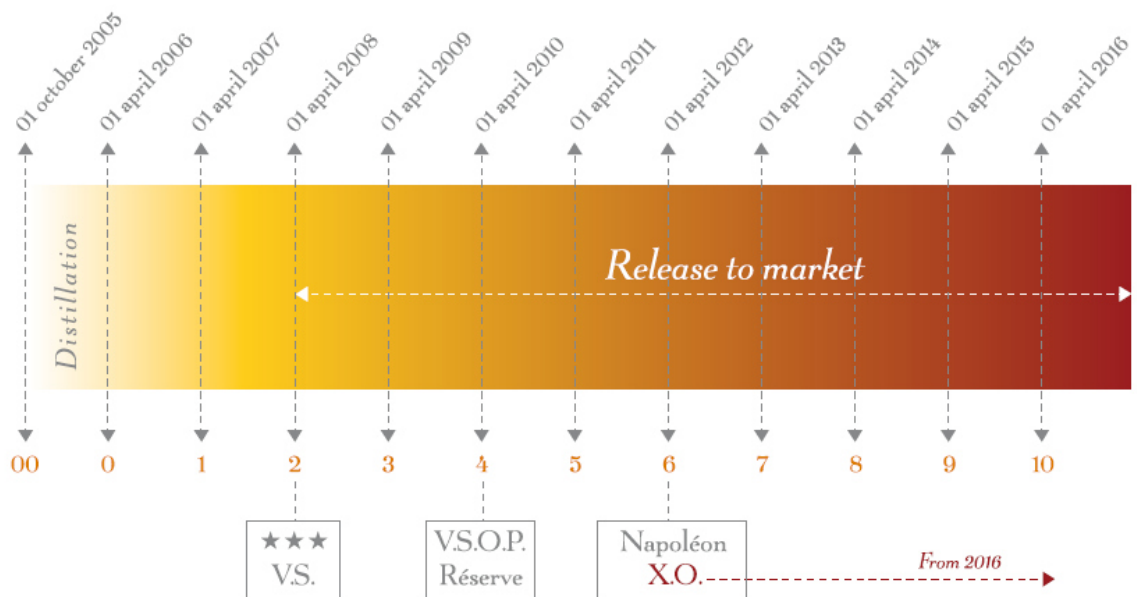 01 october 2005
01 april 2006
01 april 2007
01 april 2008
01 april 2009
01 april 2010
01 april 2011
01 april 2012
01 april 2013
01 april 2014
01 april 2015
01 april 2016
Distillation
Release to market
00 0 1 2 3 4 5 6 7 8 9 10
★★★
V.S.
V.S.O.P.
Réserve
Napoléon
X.O.
From 2016